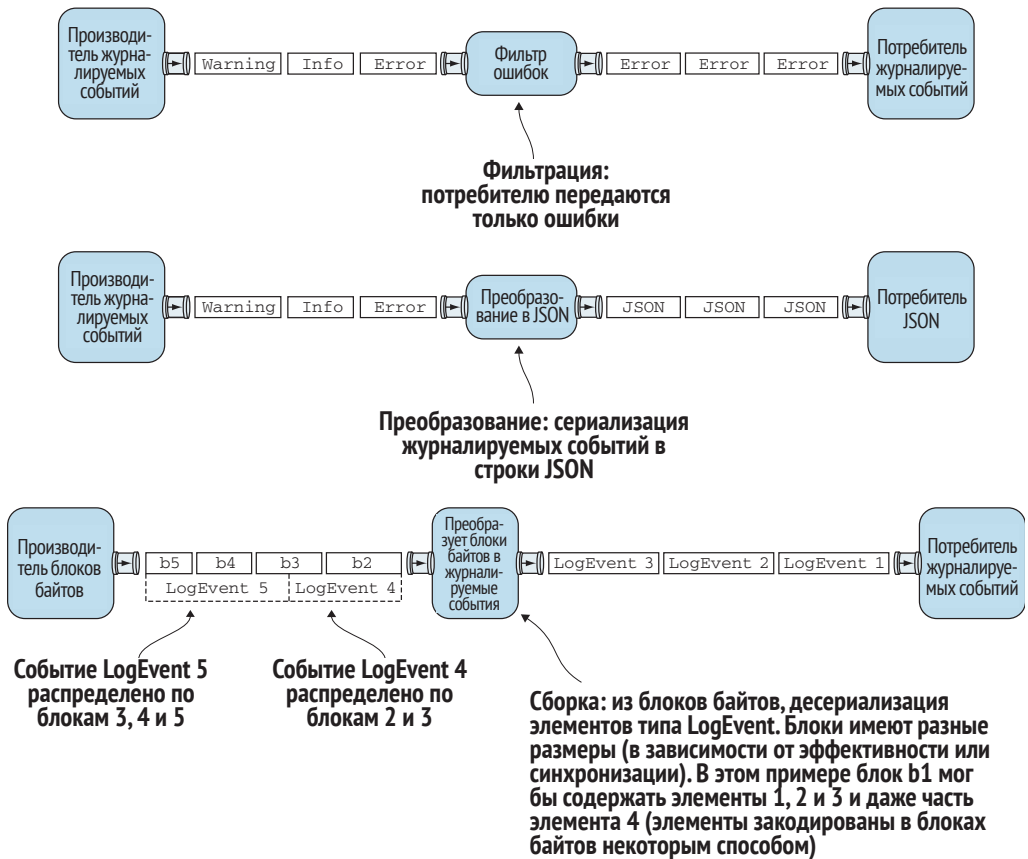 Производи-
тель журна-
лируемых
событий
Warning
Info
Error
Фильтр
ошибок
Error
Error
Error
Потребитель
журналируе-
мых событий
Фильтрация:
потребителю передаются
только ошибки
Производи-
тель журна-
лируемых
событий
Warning
Info
Error
Преобразо-
вание в JSON
JSON
JSON
JSON
Потребитель
JSON
Преобразование: сериализация
журналируемых событий в
строки JSON
Производи-
тель блоков
байтов
b5
b4
b3
b2
LogEvent 5
LogEvent 4
Преобра-
зует блоки
байтов в
журнали-
руемые
события
LogEvent 3
LogEvent 2
LogEvent 1
Потребитель
журналируе-
мых событий
Событие LogEvent 5
распределено по
блокам 3, 4 и 5
Событие LogEvent 4
распределено по
блокам 2 и 3
Сборка: из блоков байтов, десериализация
элементов типа LogEvent. Блоки имеют разные
размеры (в зависимости от эффективности или
синхронизации). В этом примере блок b1 мог
бы содержать элементы 1, 2 и 3 и даже часть
элемента 4 (элементы закодированы в блоках
байтов некоторым способом)